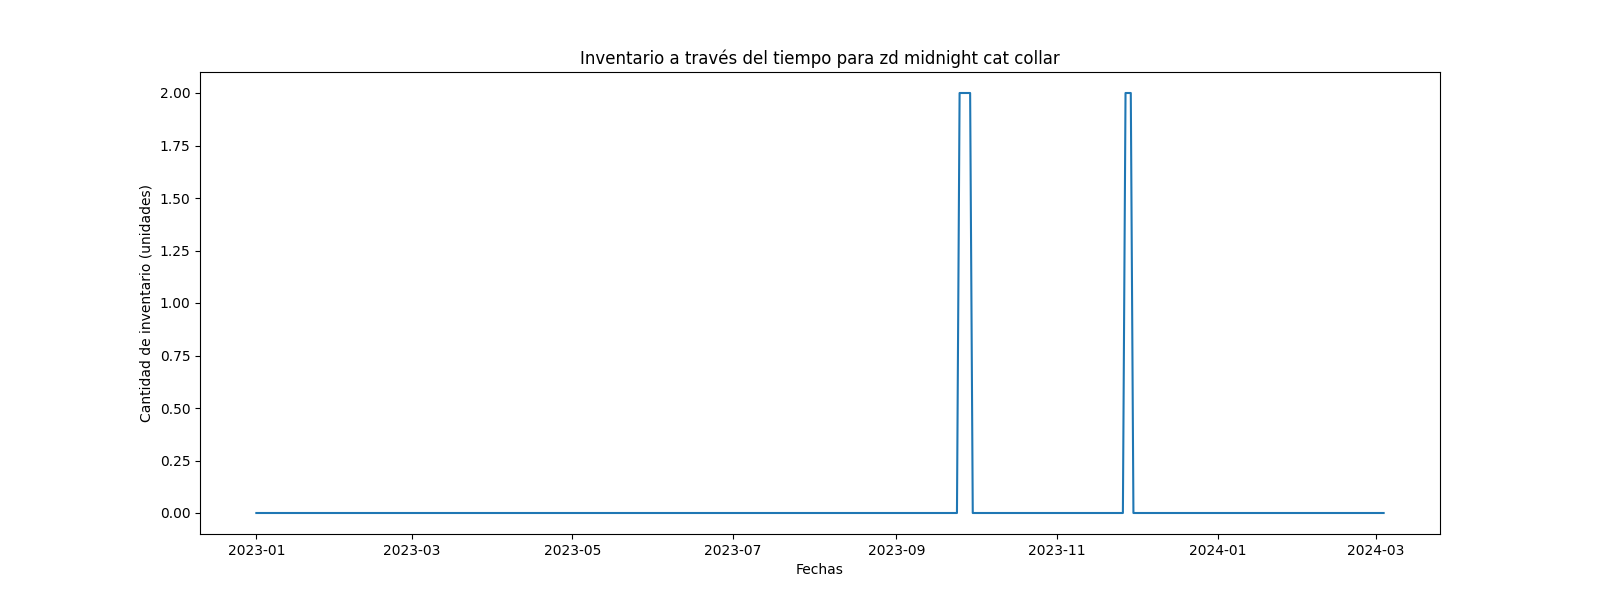 Inventario a través del tiempo para zd midnight cat collar
Cantidad de inventario (unidades)
2.00
1.75
1.50
1.25
1.00
0.75
0.50
0.25
0.00
2023-01 2023-03 2023-05 2023-07 2023-09 2023-11 2024-01 2024-03
Fechas